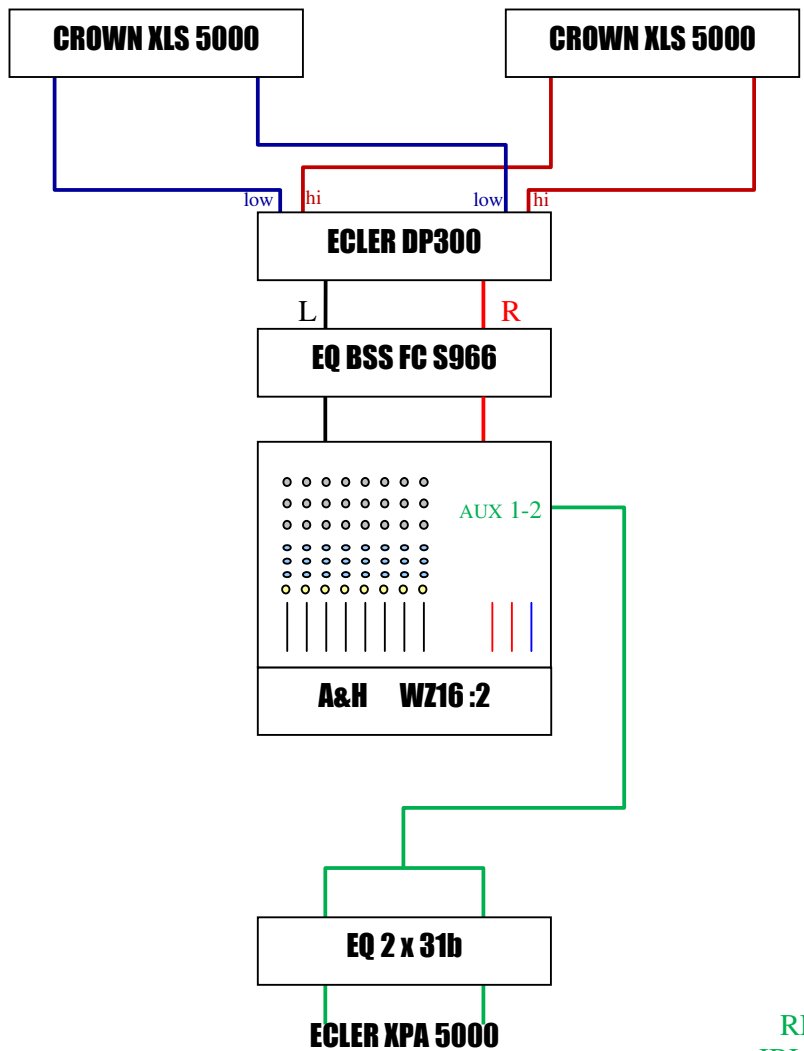 CROWN XLS 5000
CROWN XLS 5000
low
hi
low
hi
ECLER DP300
L
R
EQ BSS FC S966
AUX 1-2
A&H WZ16 :2
EQ 2 x 31b
ECLER XPA 5000